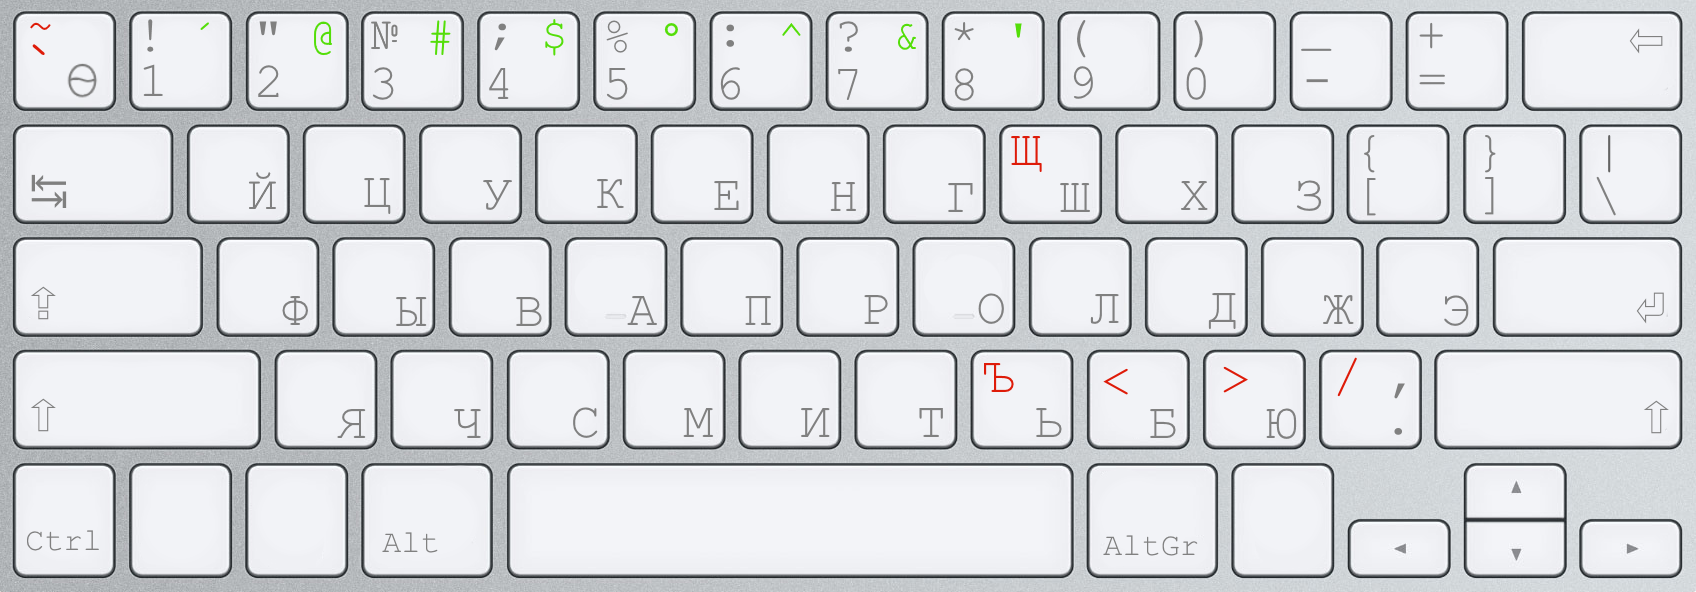 ~ ` Ѳ ! ´ 1 " @ 2 № # 3 ; $ 4 % ° 5 : ^ 6 ? & 7 * ' 8 ( 9 ) 0 _ - + = ⇦
↹ Й Ц У К Е Н Г Щ Ш Х З { [ } ] | \
⇪ Ф Ы В А П Р О Л Д Ж Э ⏎
⇧ Я Ч С М И Т Ъ Ь < Б > Ю / , . ⇧
Ctrl Alt AltGr ◂ ▴ ▾ ▸